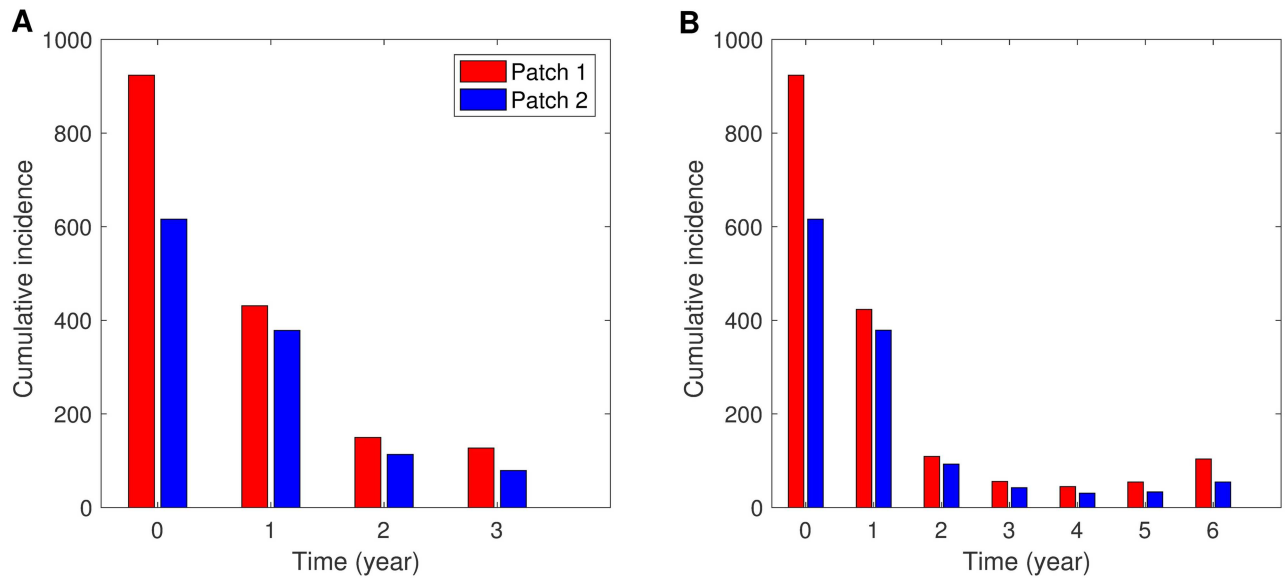 A
Cumulative incidence
1000
800
600
400
200
0
Patch 1
Patch 2
0 1 2 3
Time (year)
B
Cumulative incidence
1000
800
600
400
200
0
0 1 2 3 4 5 6
Time (year)